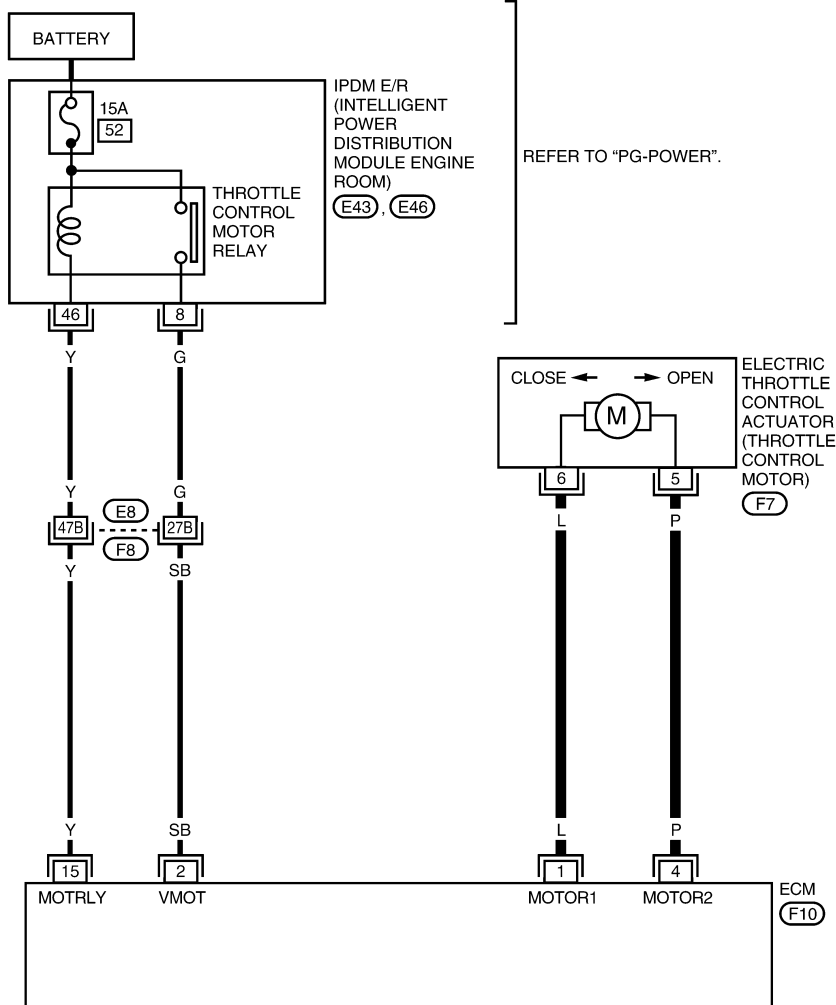 BATTERY
15A
52
IPDM E/R
(INTELLIGENT
POWER
DISTRIBUTION
MODULE ENGINE
ROOM)
E43 , E46
REFER TO “PG-POWER”.
THROTTLE
CONTROL
MOTOR
RELAY
46
8
Y
G
CLOSE
OPEN
M
ELECTRIC
THROTTLE
CONTROL
ACTUATOR
(THROTTLE
CONTROL
MOTOR)
F7
6
5
L
P
Y
G
47B
E8
F8
27B
Y
SB
Y
SB
L
P
15
2
1
4
MOTRLY
VMOT
MOTOR1
MOTOR2
ECM
F10